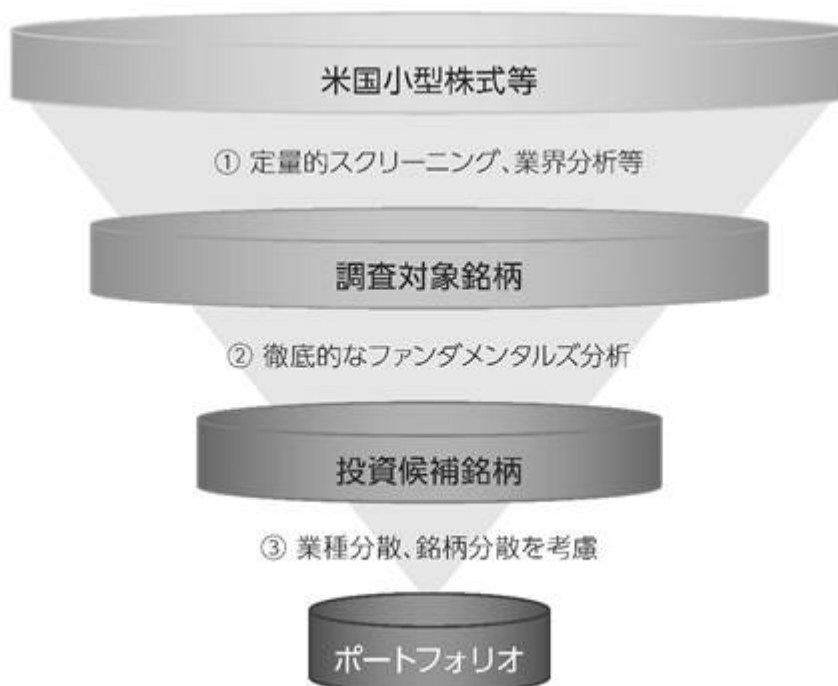 米国小型株式等
① 定量的スクリーニング、業界分析等
調査対象銘柄
② 徹底的なファンダメンタルズ分析
投資候補銘柄
③ 業種分散、銘柄分散を考慮
ポートフォリオ